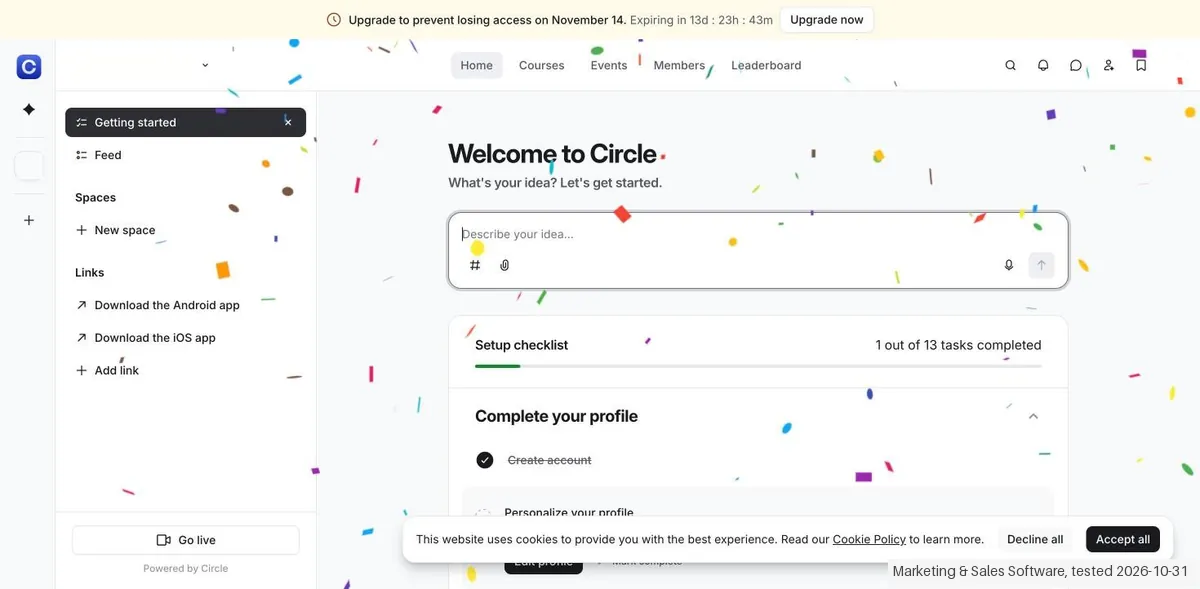 Upgrade to prevent losing access on November 14. Expiring in 13d : 23h : 43m Upgrade now
C
Home Courses Events Members Leaderboard
Getting started
Feed
Spaces
New space
Links
Download the Android app
Download the iOS app
Add link
Go live
Powered by Circle
Welcome to Circle
What's your idea? Let's get started.
Describe your idea...
Setup checklist 1 out of 13 tasks completed
Complete your profile
Create account
Personalize your profile
Edit profile Mark complete
This website uses cookies to provide you with the best experience. Read our Cookie Policy to learn more. Decline all Accept all
Marketing & Sales Software, tested 2026-10-31